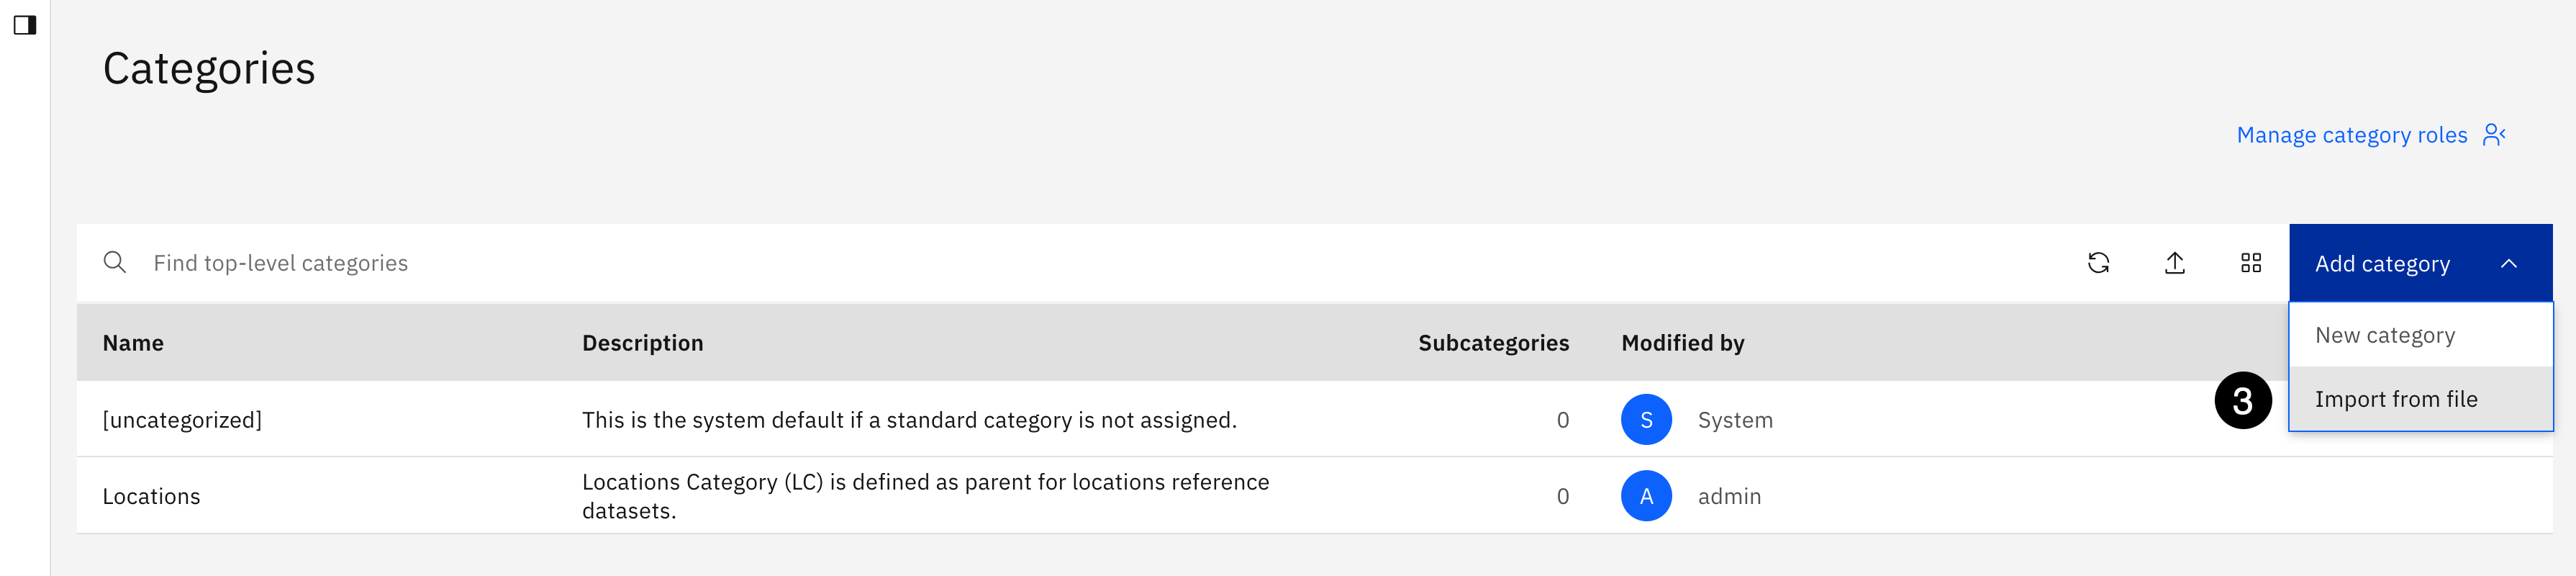 Categories
Manage category roles
Find top-level categories
Add category
New category
Import from file
3
Name Description Subcategories Modified by
[uncategorized] This is the system default if a standard category is not assigned. 0 S System
Locations Locations Category (LC) is defined as parent for locations reference
datasets. 0 A admin